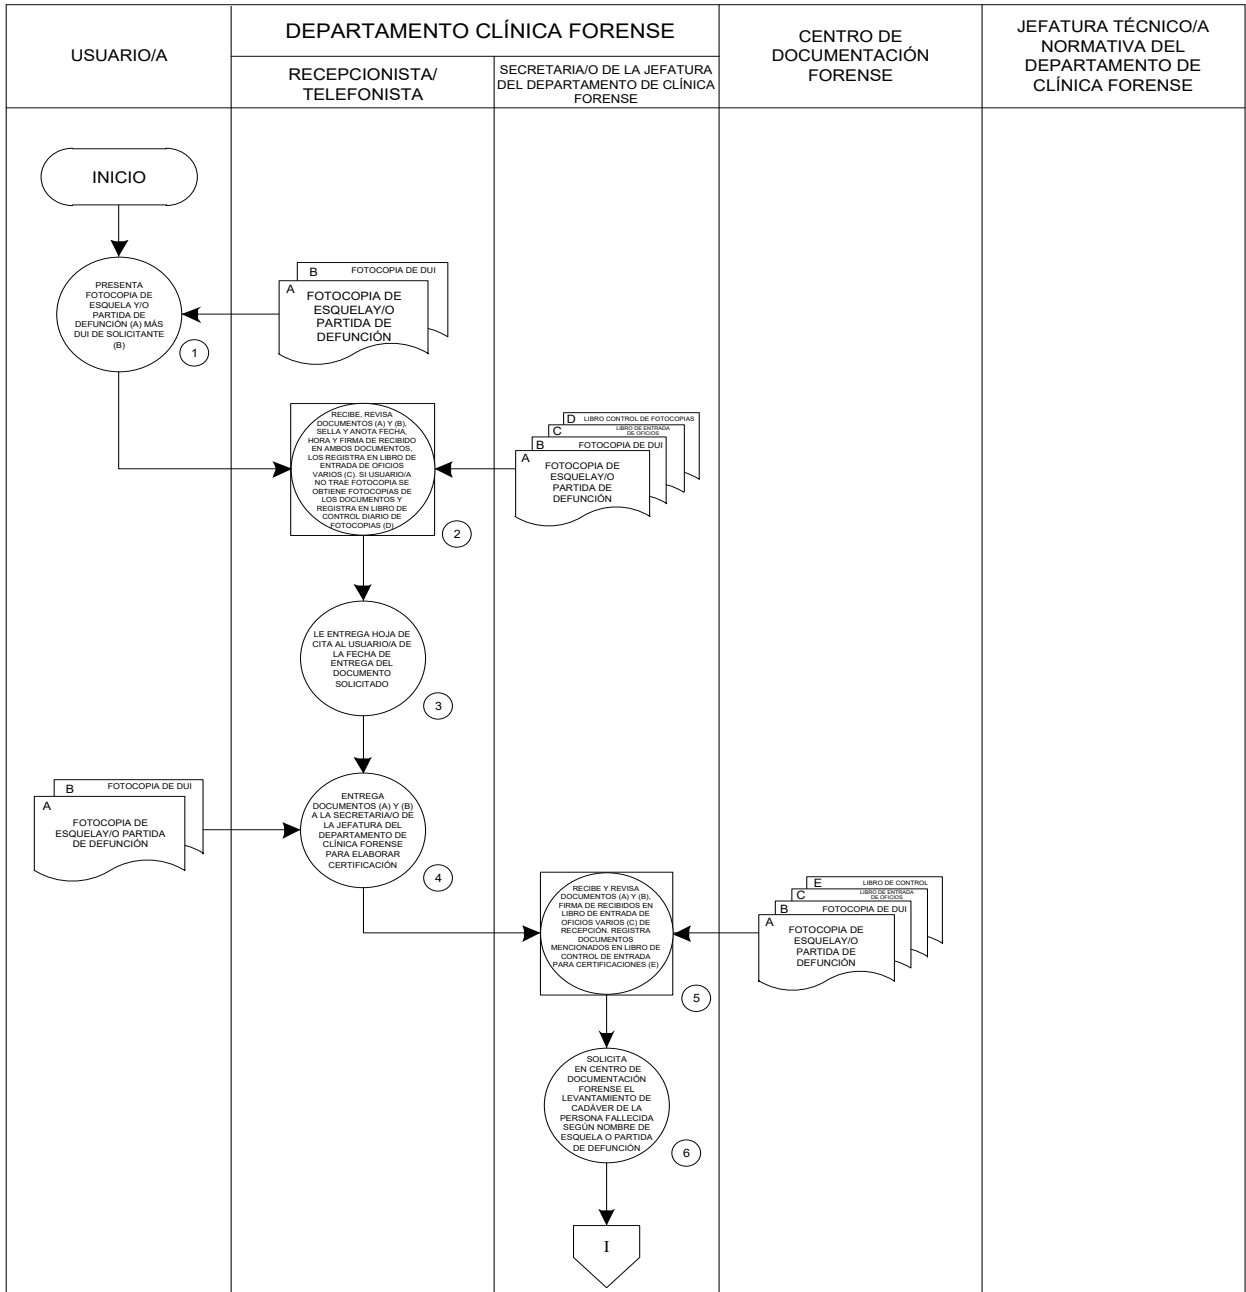 USUARIO/A
DEPARTAMENTO CLÍNICA FORENSE
RECEPCIONISTA/
TELEFONISTA
SECRETARIA/O DE LA JEFATURA
DEL DEPARTAMENTO DE CLÍNICA
FORENSE
CENTRO DE
DOCUMENTACIÓN
FORENSE
JEFATURA TÉCNICO/A
NORMATIVA DEL
DEPARTAMENTO DE
CLÍNICA FORENSE
INICIO
PRESENTA
FOTOCOPIA DE
ESQUELA Y/O
PARTIDA DE
DEFUNCIÓN (A) MÁS
DUI DE SOLICITANTE
(B)
1
B
FOTOCOPIA DE DUI
A
FOTOCOPIA DE
ESQUELAY/O
PARTIDA DE
DEFUNCIÓN
RECIBE, REVISA
DOCUMENTOS (A) Y (B),
SELLA Y ANOTA FECHA,
HORA Y FIRMA DE RECIBIDO
EN AMBOS DOCUMENTOS,
LOS REGISTRA EN LIBRO DE
ENTRADA DE OFICIOS
VARIOS (C). SI USUARIO/A
NO TRAE FOTOCOPIA SE
OBTIENE FOTOCOPIAS DE
LOS DOCUMENTOS Y
REGISTRA EN LIBRO DE
CONTROL DIARIO DE
FOTOCOPIAS (D)
2
D
LIBRO CONTROL DE FOTOCOPIAS
C
LIBRO DE ENTRADA
DE OFICIOS
B
FOTOCOPIA DE DUI
A
FOTOCOPIA DE
ESQUELAY/O
PARTIDA DE
DEFUNCIÓN
LE ENTREGA HOJA DE
CITA AL USUARIO/A DE
LA FECHA DE
ENTREGA DEL
DOCUMENTO
SOLICITADO
3
B
FOTOCOPIA DE DUI
A
FOTOCOPIA DE
ESQUELAY/O PARTIDA
DE DEFUNCIÓN
ENTREGA
DOCUMENTOS (A) Y (B)
A LA SECRETARIA/O DE
LA JEFATURA DEL
DEPARTAMENTO DE
CLÍNICA FORENSE
PARA ELABORAR
CERTIFICACIÓN
4
RECIBE Y REVISA
DOCUMENTOS (A) Y (B),
FIRMA DE RECIBIDOS EN
LIBRO DE ENTRADA DE
OFICIOS VARIOS (C) DE
RECEPCIÓN. REGISTRA
DOCUMENTOS
MENCIONADOS EN LIBRO DE
CONTROL DE ENTRADA
PARA CERTIFICACIONES (E)
5
E
LIBRO DE CONTROL
C
LIBRO DE ENTRADA
DE OFICIOS
B
FOTOCOPIA DE DUI
A
FOTOCOPIA DE
ESQUELAY/O
PARTIDA DE
DEFUNCIÓN
SOLICITA
EN CENTRO DE
DOCUMENTACIÓN
FORENSE EL
LEVANTAMIENTO DE
CADÁVER DE LA
PERSONA FALLECIDA
SEGÚN NOMBRE DE
ESQUELA O PARTIDA
DE DEFUNCIÓN
6
I